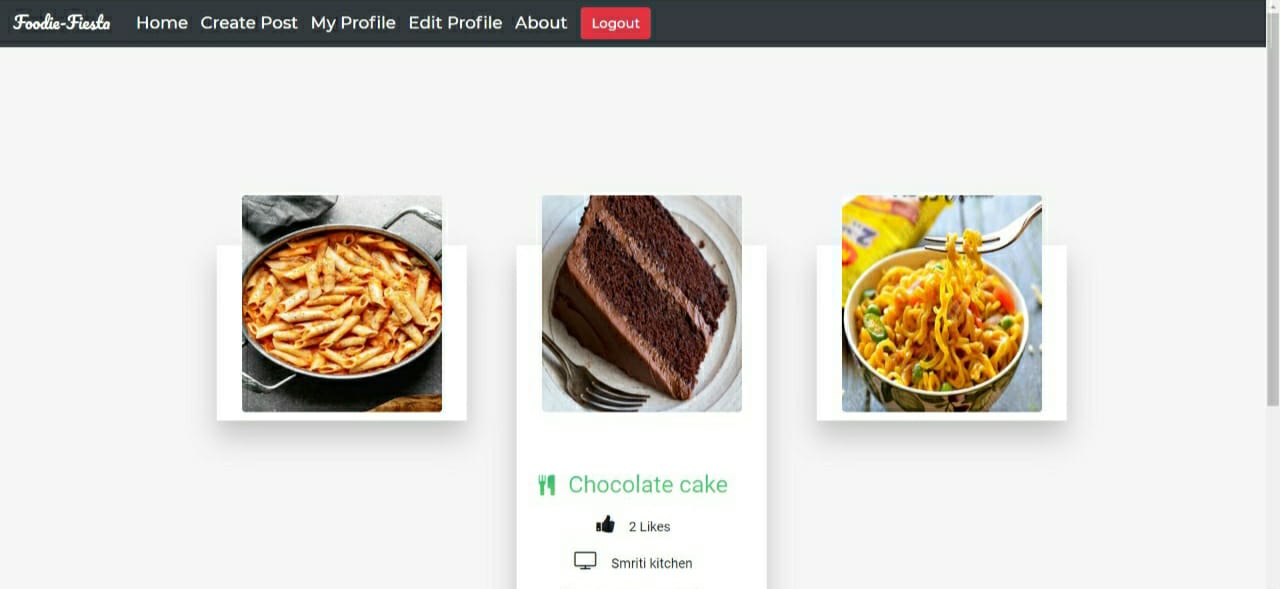 Foodie-Fiesta Home Create Post My Profile Edit Profile About Logout
Chocolate cake
2 Likes
Smriti kitchen